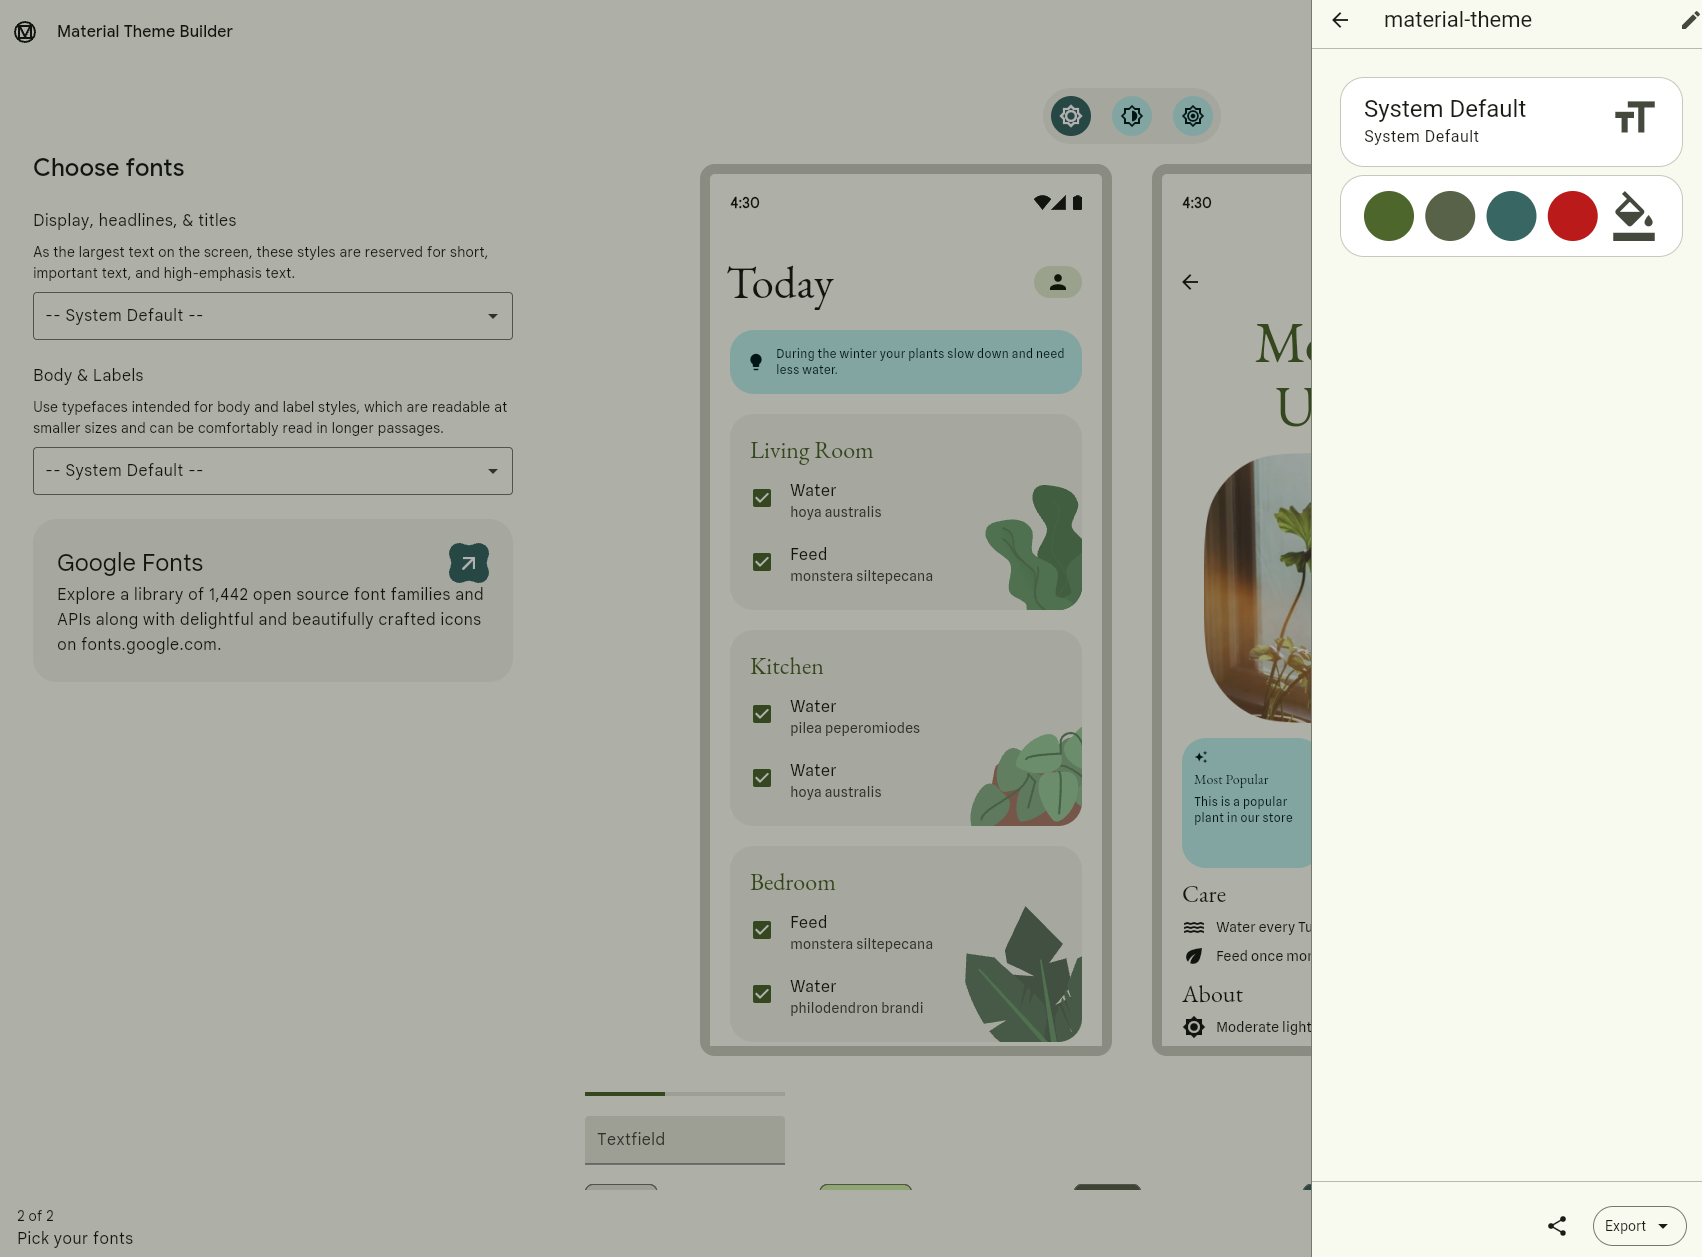 Material Theme Builder
Choose fonts
Display, headlines, & titles
As the largest text on the screen, these styles are reserved for short,
important text, and high-emphasis text.
-- System Default --
Body & Labels
Use typefaces intended for body and label styles, which are readable at
smaller sizes and can be comfortably read in longer passages.
-- System Default --
Google Fonts
Explore a library of 1,442 open source font families and
APIs along with delightful and beautifully crafted icons
on fonts.google.com.
2 of 2
Pick your fonts
4:30
Today
During the winter your plants slow down and need
less water.
Living Room
Water
hoya australis
Feed
monstera siltepecana
Kitchen
Water
pilea peperomiodes
Water
hoya australis
Bedroom
Feed
monstera siltepecana
Water
philodendron brandi
Textfield
4:30
Most Popular
This is a popular
plant in our store
Care
Water every
Feed once
About
Moderate light
material-theme
System Default
System Default
Export